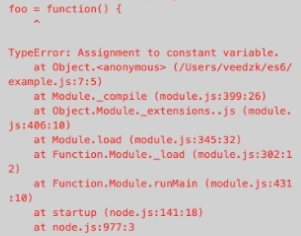 foo = function() {
^
TypeError: Assignment to constant variable.
at Object.<anonymous> (/Users/veedzk/es6/
example.js:7:5)
at Module._compile (module.js:399:26)
at Object.Module._extensions..js (module.
js:406:10)
at Module.load (module.js:345:32)
at Function.Module._load (module.js:302:1
2)
at Function.Module.runMain (module.js:431
:10)
at startup (node.js:141:18)
at node.js:977:3